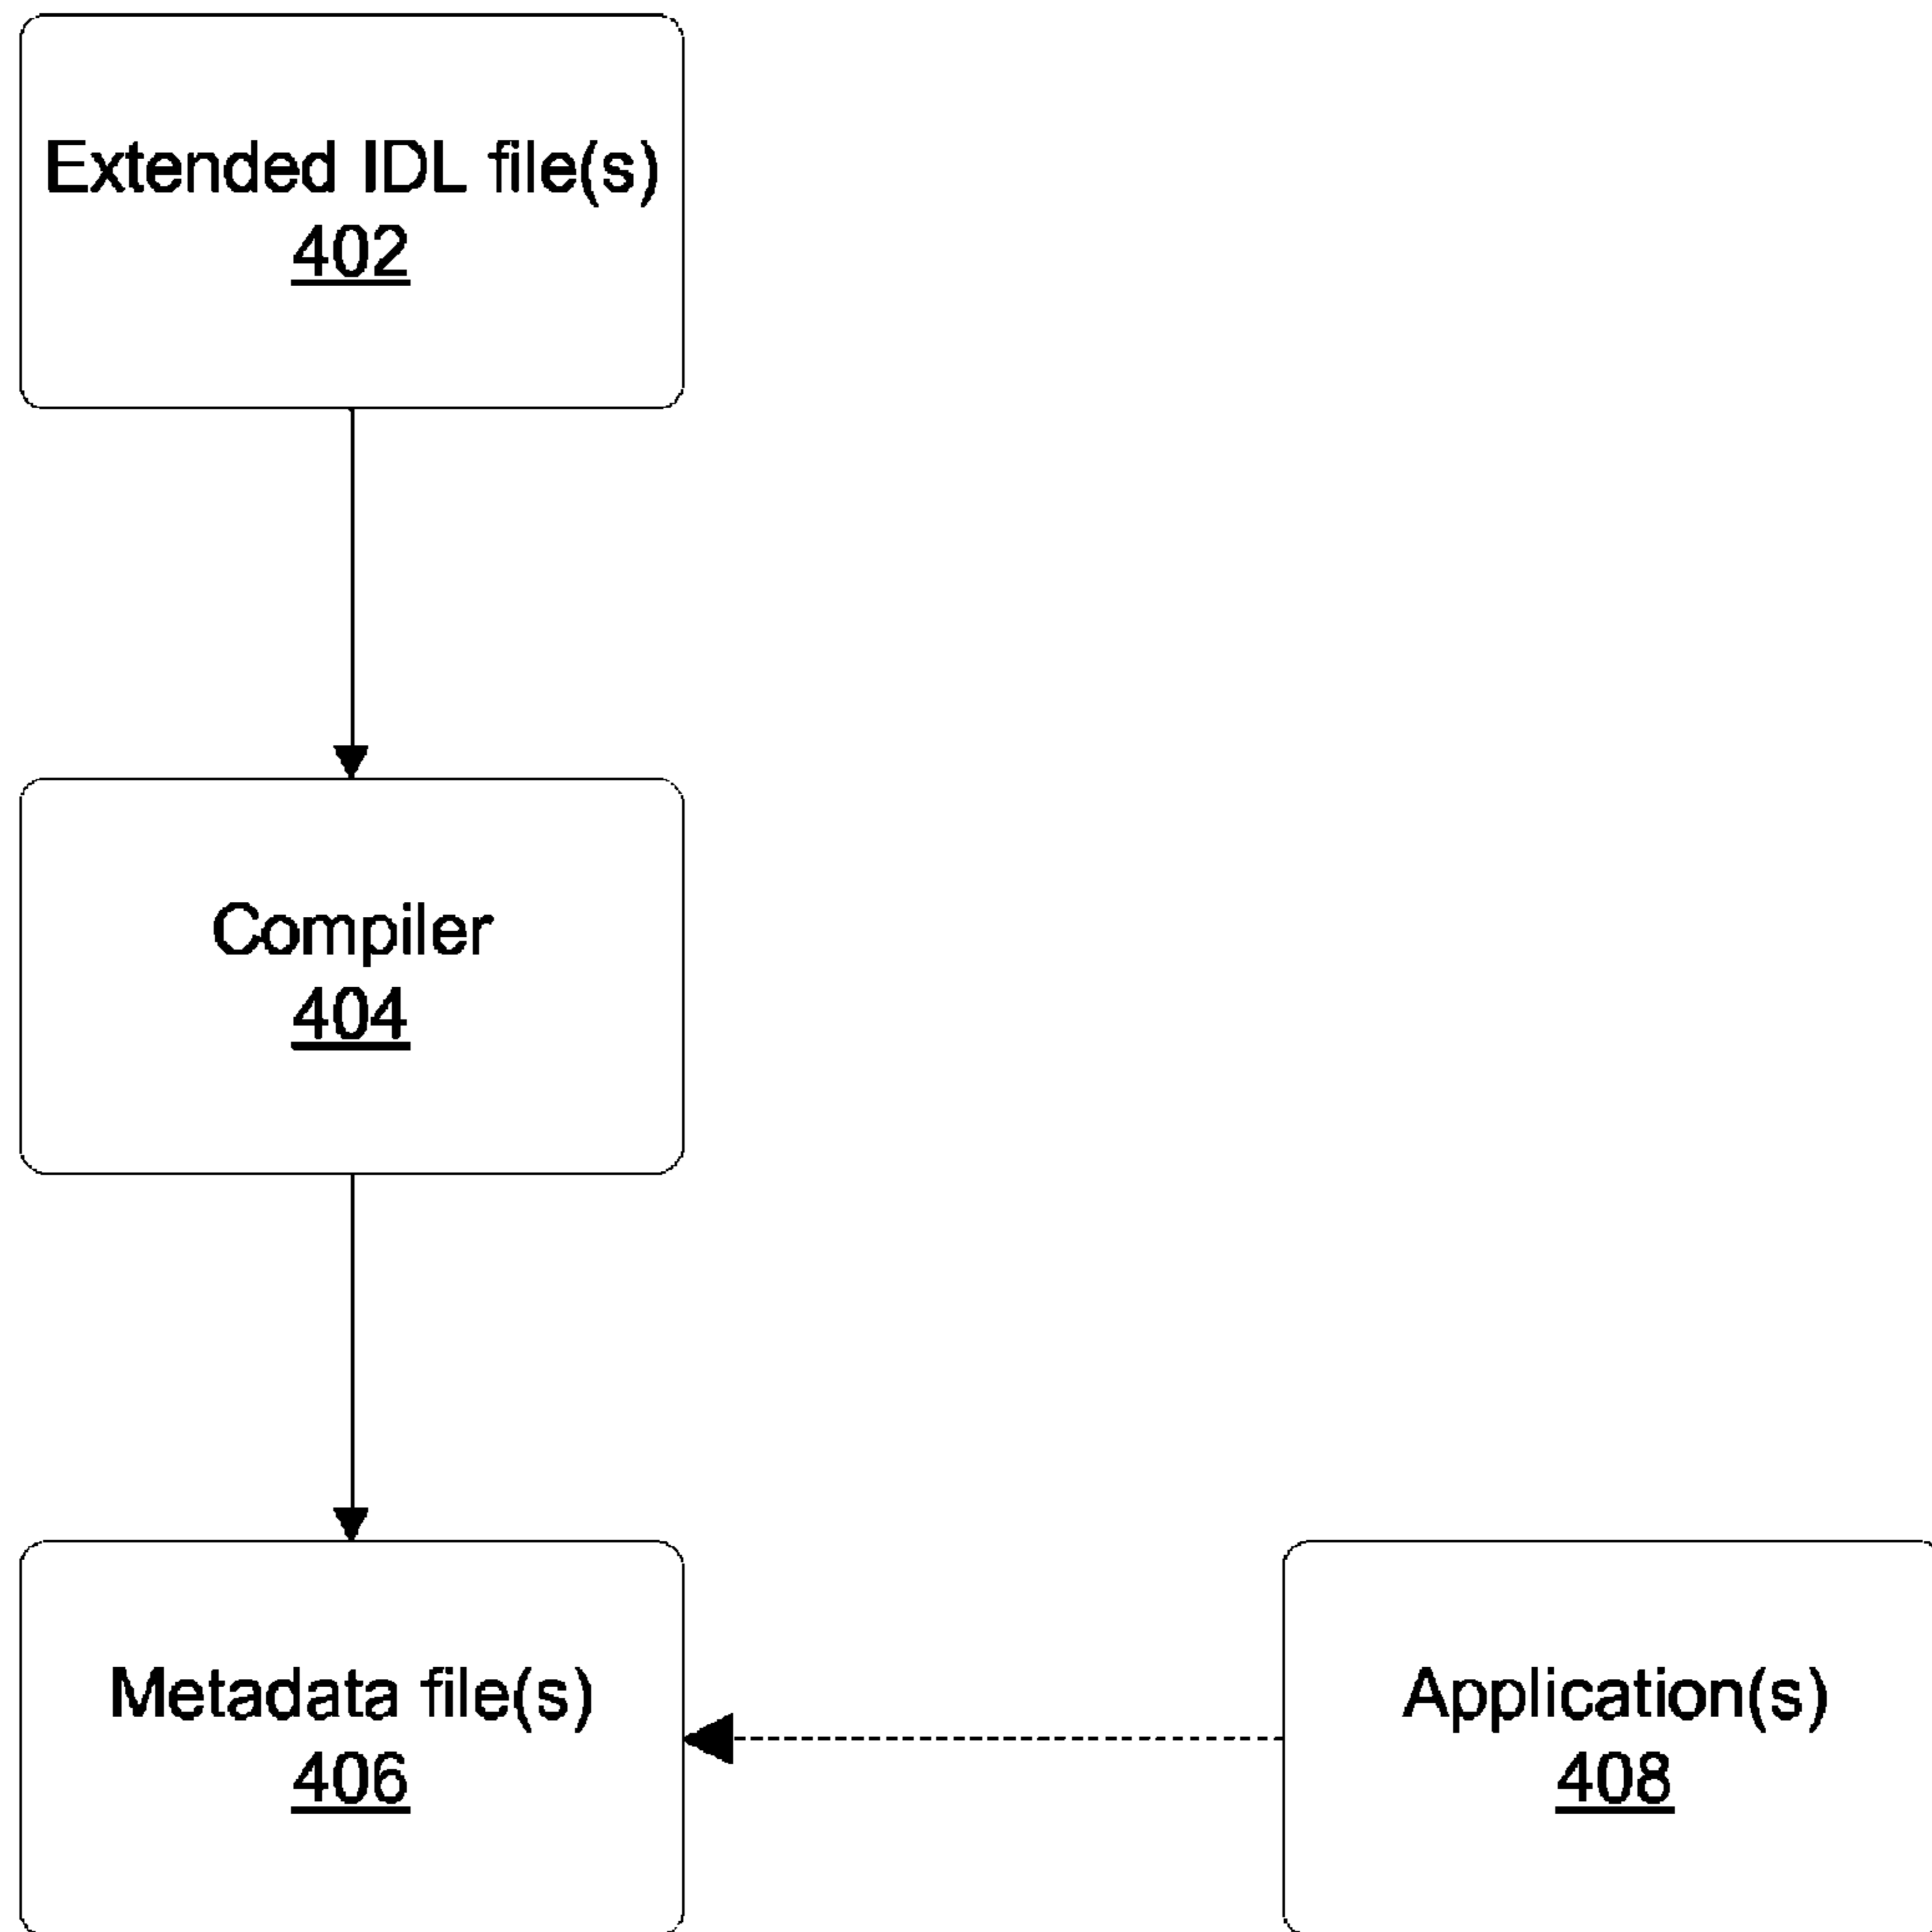 Extended IDL file(s)
402
Compiler
404
Metadata file(s)
406
Application(s)
408